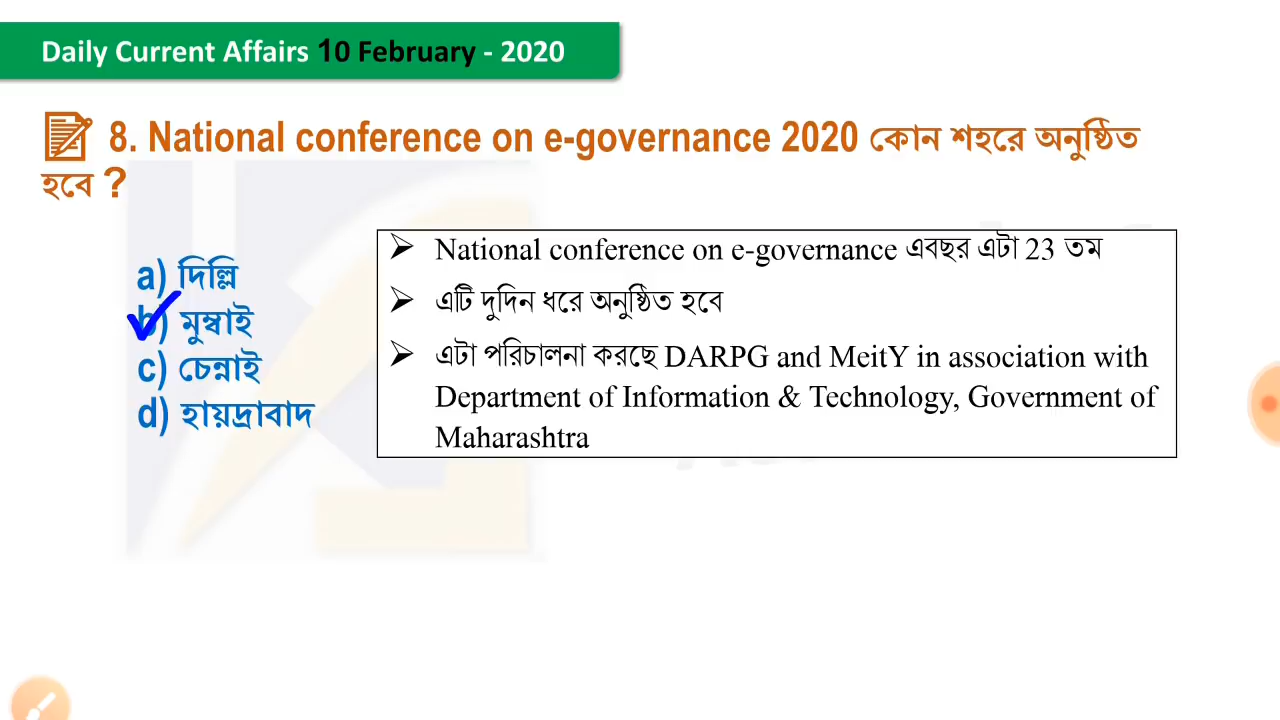 Daily Current Affairs 10 February - 2020
8. National conference on e-governance 2020 কোন শহরে অনুষ্ঠিত
হবে ?
a) দিল্লি
b) মুম্বাই
c) চেন্নাই
d) হায়দ্রাবাদ
➢ National conference on e-governance এবছর এটা 23 তম
➢ এটি দুদিন ধরে অনুষ্ঠিত হবে
➢ এটা পরিচালনা করছে DARPG and MeitY in association with
Department of Information & Technology, Government of
Maharashtra